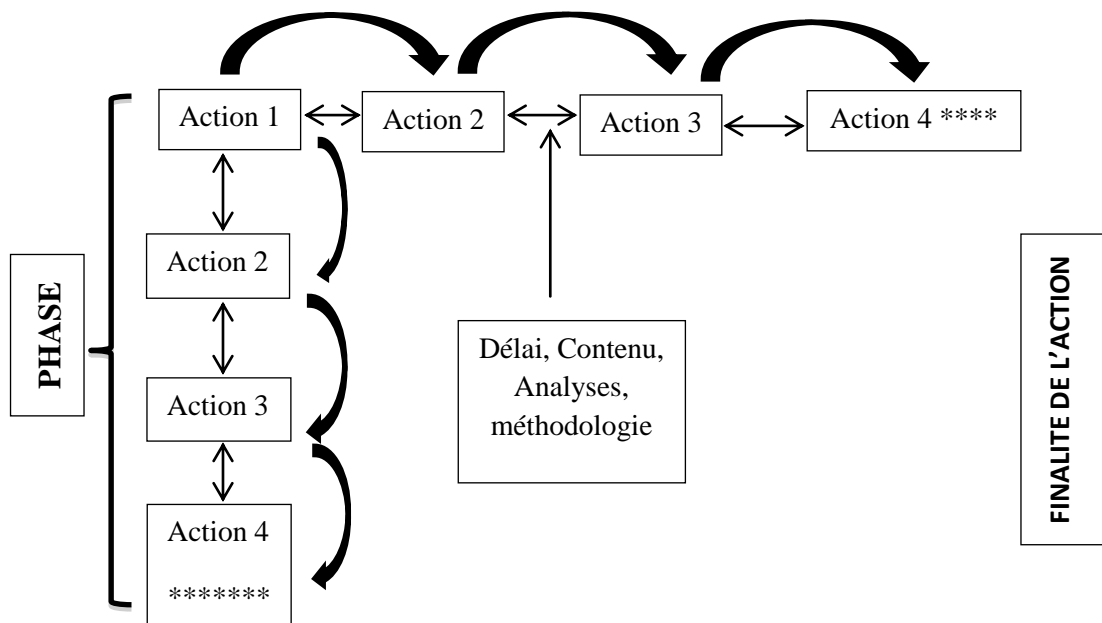 Action 1
Action 2
Action 3
Action 4 ****
Action 2
Action 3
Action 4
*******
PHASE
Délai, Contenu,
Analyses,
méthodologie
FINALITE DE L’ACTION